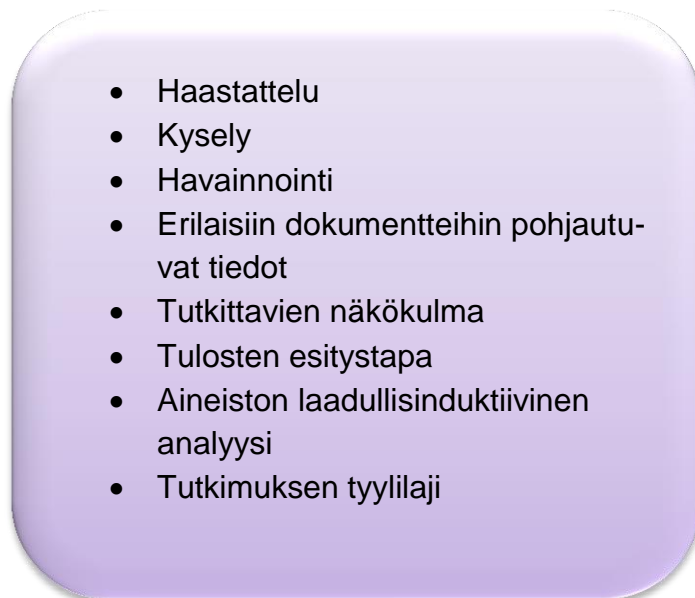 • Haastattelu
• Kysely
• Havainnointi
• Erilaisiin dokumentteihin pohjautu-
vat tiedot
• Tutkittavien näkökulma
• Tulosten esitystapa
• Aineiston laadullisinduktiivinen
analyysi
• Tutkimuksen tyylilaji